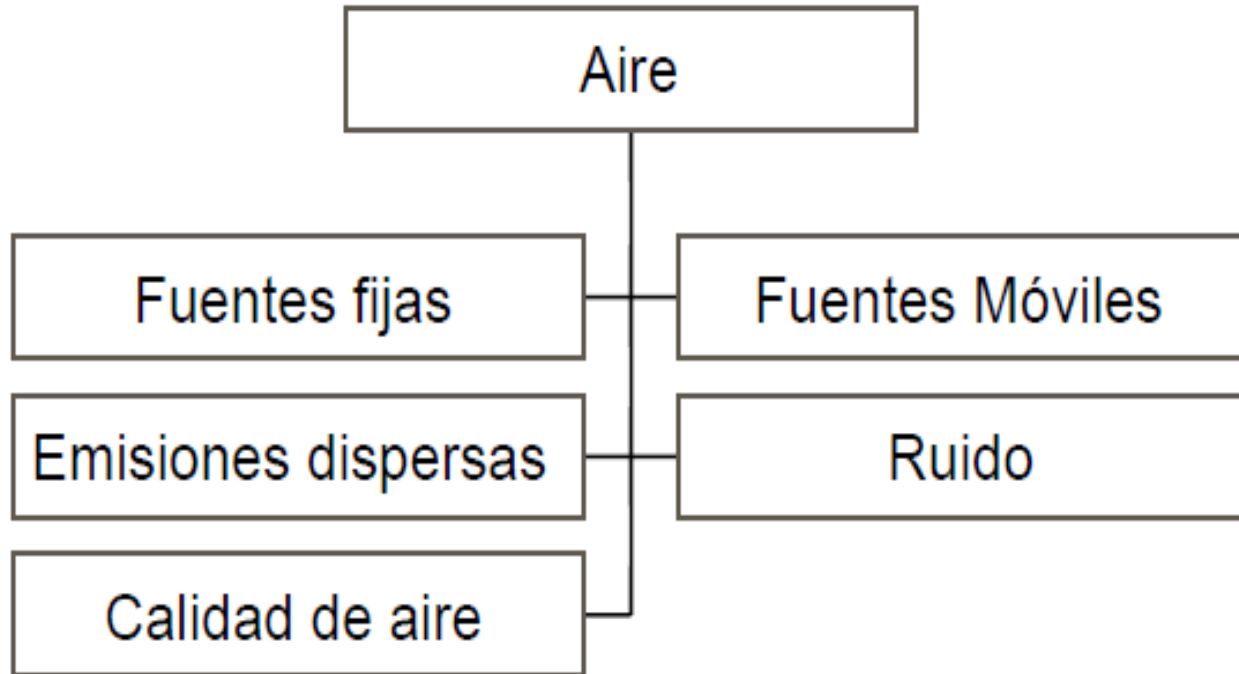 Aire
Fuentes fijas
Fuentes Móviles
Emisiones dispersas
Ruido
Calidad de aire